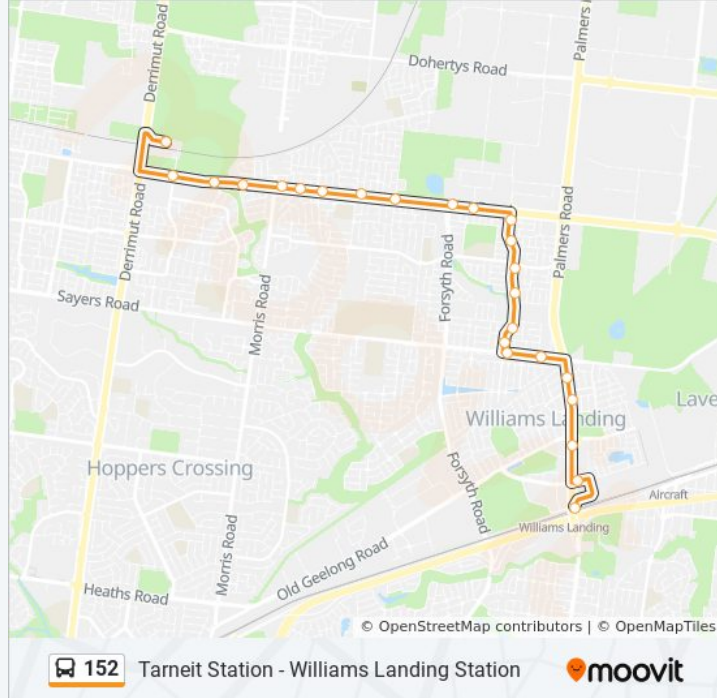 Derrimut Road
Dohertys Road
Palmers
Palmers Road
Derrimut Road
Forsyth Road
Sayers Road
Morris Road
Williams Landing
Lave
Hoppers Crossing
Forsyth Road
Aircraft
Williams Landing
Morris Road
Old Geelong Road
Heaths Road
© OpenStreetMap contributors | © OpenMapTiles
152 Tarneit Station - Williams Landing Station
moovit